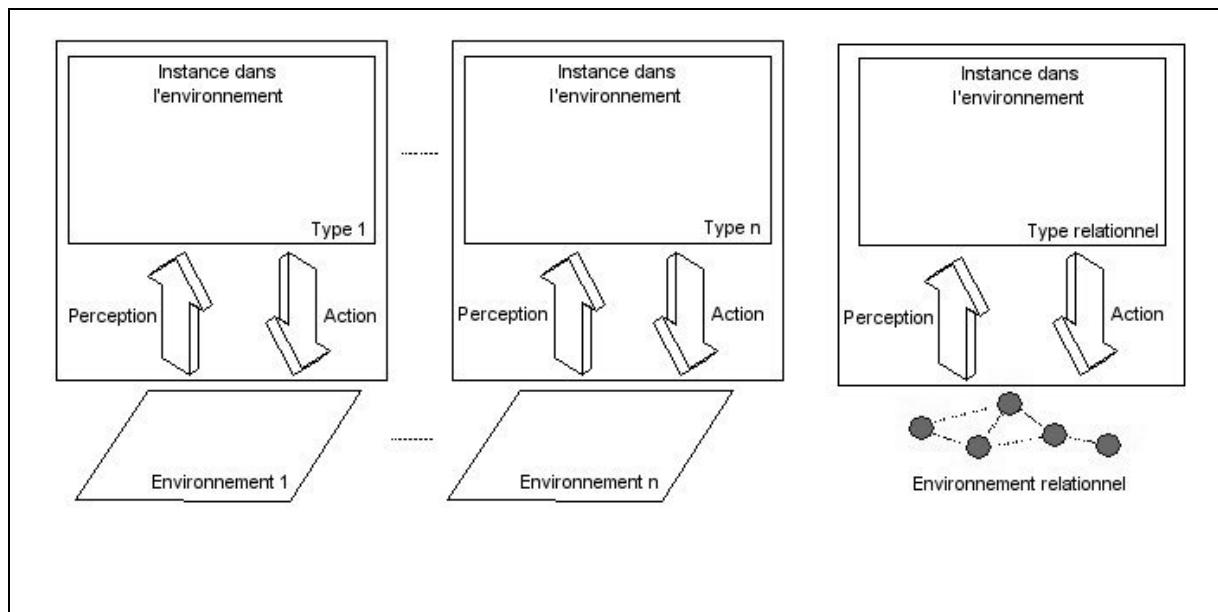 Instance dans
l'environnement
Type 1
Perception
Action
Environnement 1
Instance dans
l'environnement
Type n
Perception
Action
Environnement n
Instance dans
l'environnement
Type relationnel
Perception
Action
Environnement relationnel